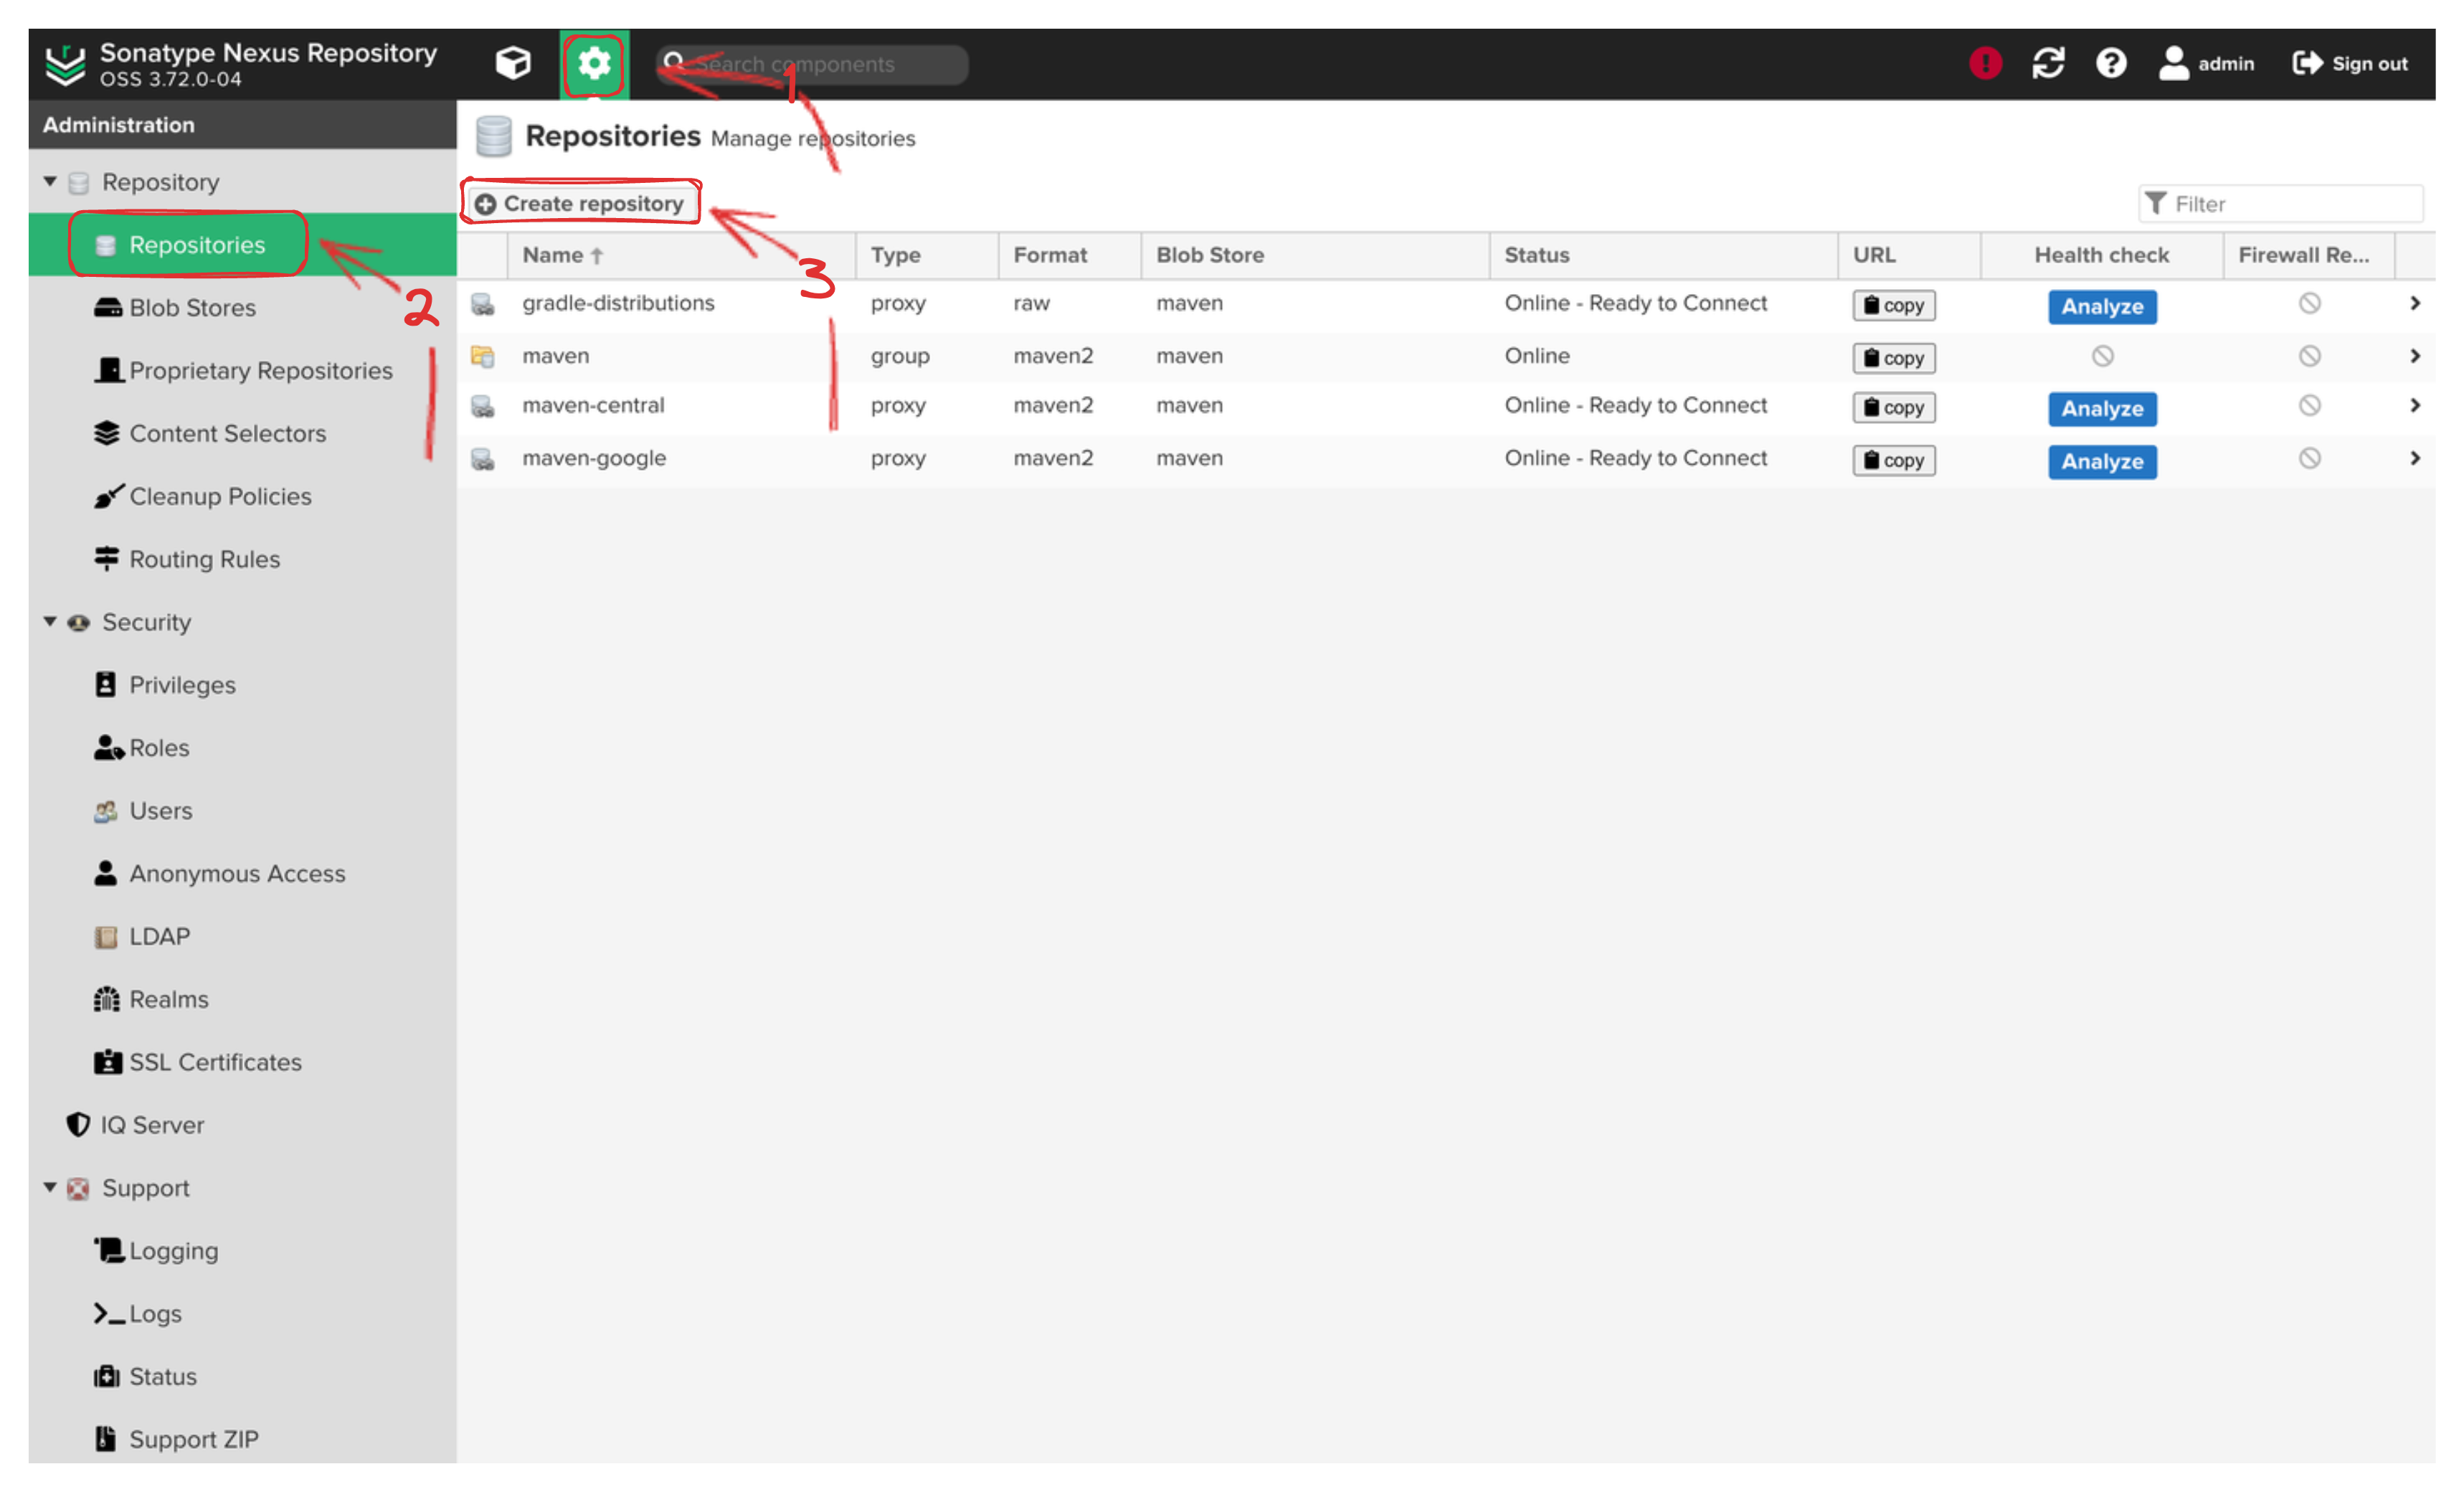 Sonatype Nexus Repository
OSS 3.72.0-04
Search components
admin
Sign out
1
Administration
Repository
Repositories
2
Blob Stores
Proprietary Repositories
Content Selectors
Cleanup Policies
Routing Rules
Security
Privileges
Roles
Users
Anonymous Access
LDAP
Realms
SSL Certificates
IQ Server
Support
Logging
Logs
Status
Support ZIP
Repositories Manage repositories
Create repository
3
Filter
Name Type Format Blob Store Status URL Health check Firewall Re...
gradle-distributions proxy raw maven Online - Ready to Connect copy Analyze
maven group maven2 maven Online copy
maven-central proxy maven2 maven Online - Ready to Connect copy Analyze
maven-google proxy maven2 maven Online - Ready to Connect copy Analyze